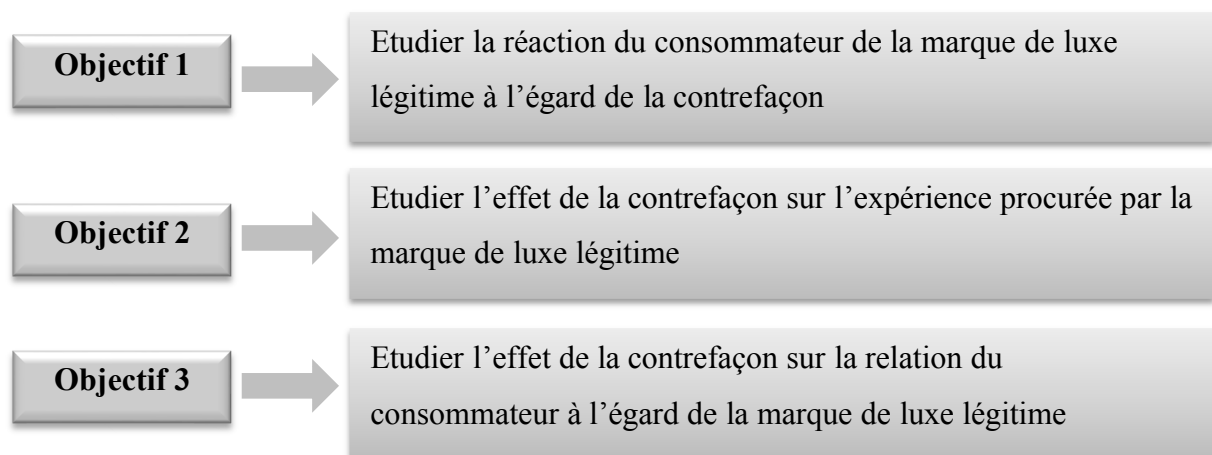 Objectif 1
Etudier la réaction du consommateur de la marque de luxe
légitime à l’égard de la contrefaçon
Objectif 2
Etudier l’effet de la contrefaçon sur l’expérience procurée par la
marque de luxe légitime
Objectif 3
Etudier l’effet de la contrefaçon sur la relation du
consommateur à l’égard de la marque de luxe légitime